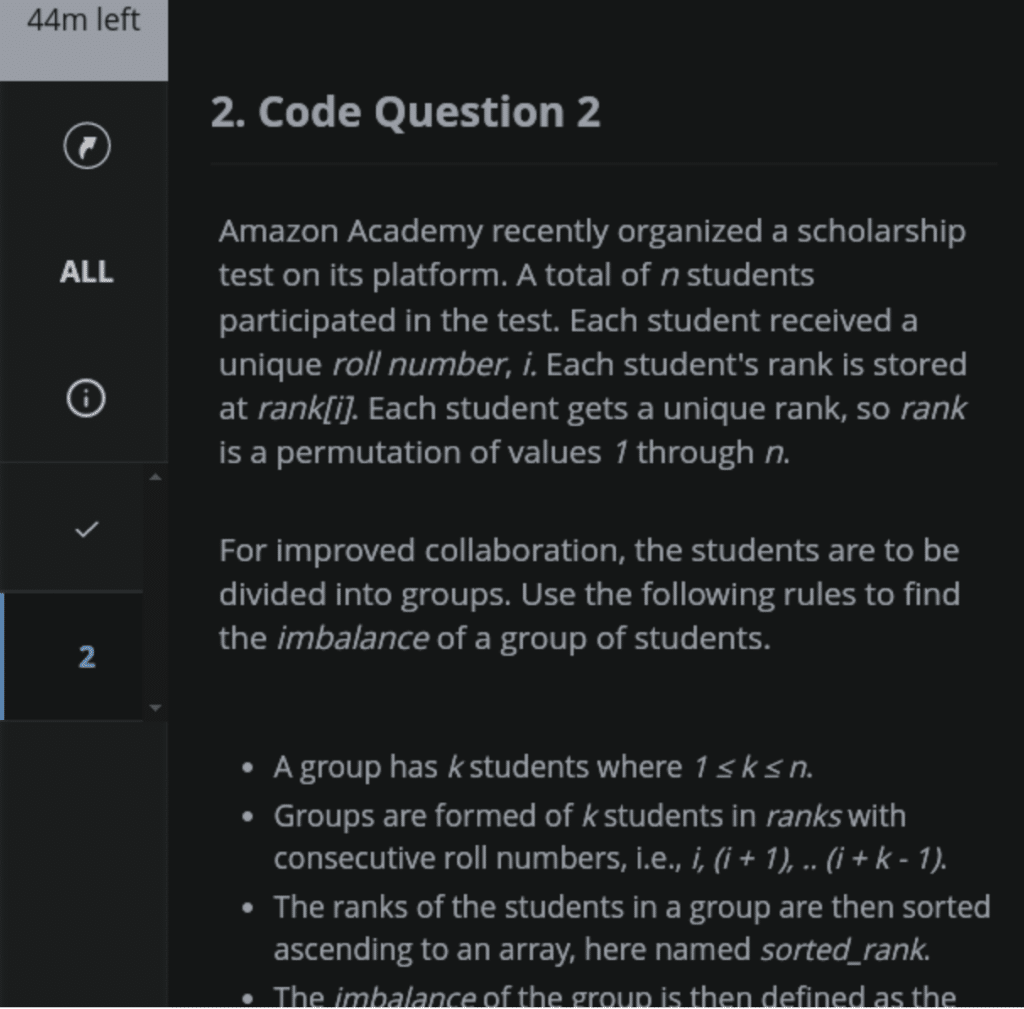 44m left
2. Code Question 2
ALL
Amazon Academy recently organized a scholarship
test on its platform. A total of n students
participated in the test. Each student received a
unique roll number, i. Each student's rank is stored
at rank[i]. Each student gets a unique rank, so rank
is a permutation of values 1 through n.
For improved collaboration, the students are to be
divided into groups. Use the following rules to find
the imbalance of a group of students.
2
• A group has k students where 1 ≤ k ≤ n.
• Groups are formed of k students in ranks with
consecutive roll numbers, i.e., i, (i + 1), .. (i + k - 1).
• The ranks of the students in a group are then sorted
ascending to an array, here named sorted_rank.
• The imbalance of the group is then defined as the